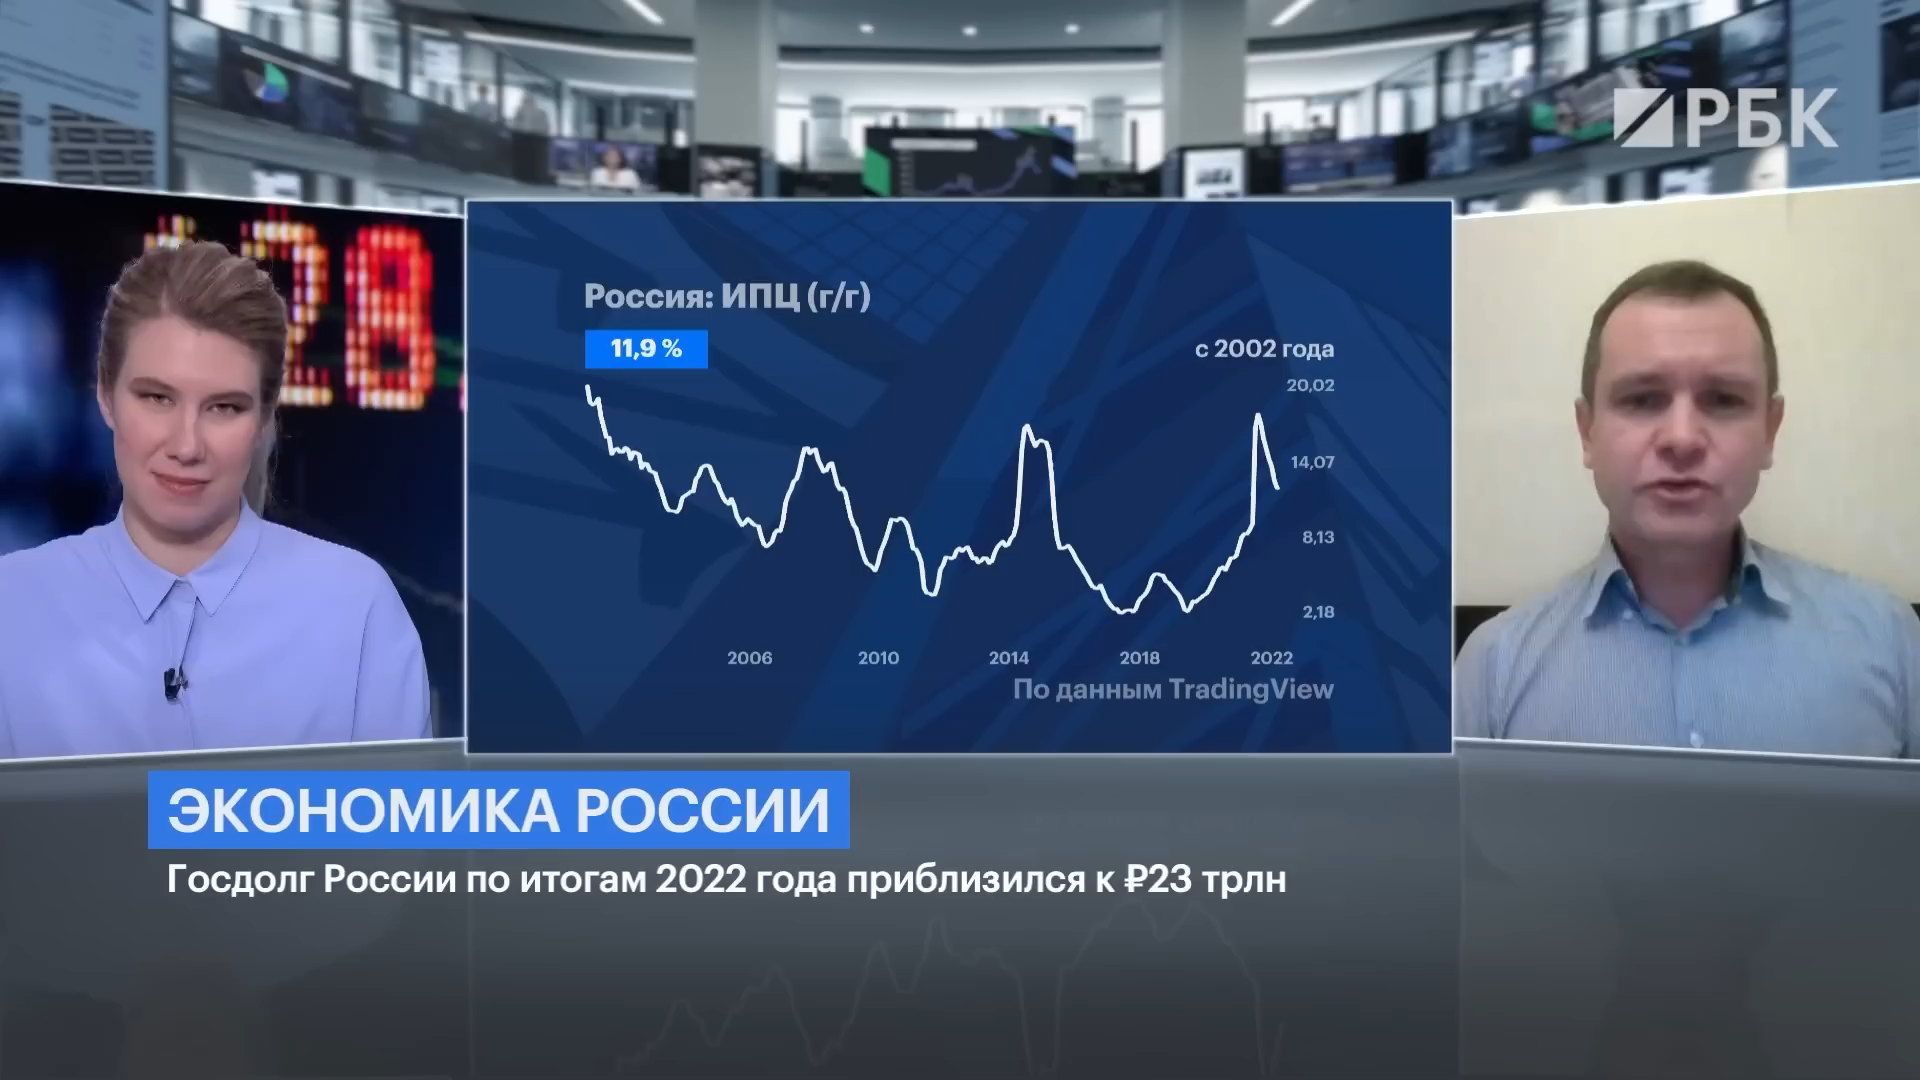 РБК
28
Россия: ИПЦ (г/г)
11,9 %
с 2002 года
20,02
14,07
8,13
2,18
2006 2010 2014 2018 2022
По данным TradingView
ЭКОНОМИКА РОССИИ
Госдолг России по итогам 2022 года приблизился к ₽23 трлн